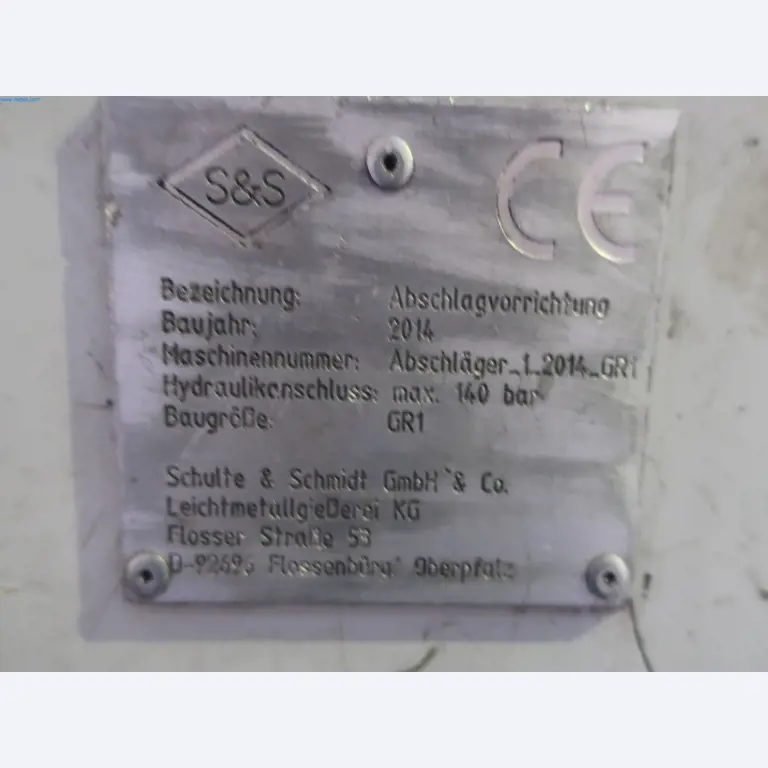 S&S CE
Bezeichnung: Abschlagvorrichtung
Baujahr: 2014
Maschinennummer: Abschläger_1_2014_GR1
Hydraulikanschluss: max. 140 bar
Baugröße: GR1
Schulte & Schmidt GmbH & Co.
Leichtmetallgießerei KG
Flosser Straße 53
D-92696 Flossenbürg/ Oberpfalz